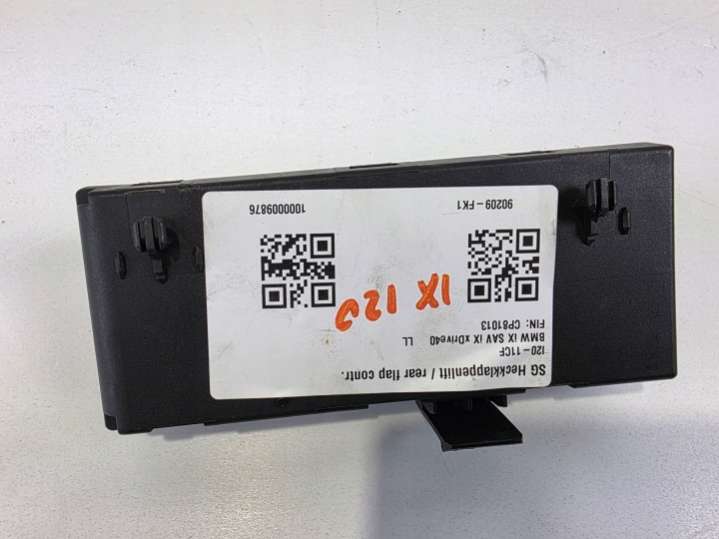 SG Heckklappenlift / rear flap contr.
I20-11CF
BMW iX SAV iX xDrive40 LL
FIN: CP81013
IX 120
90209-FK1
1000009876